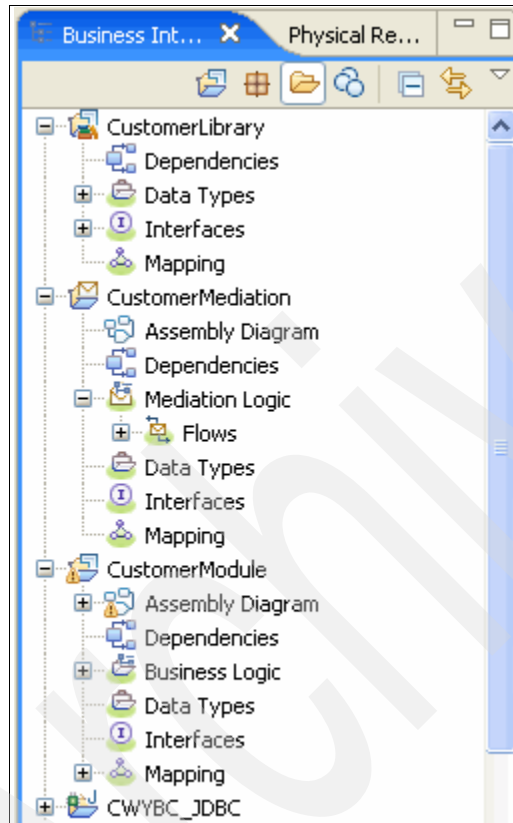 Business Int... Physical Re...
CustomerLibrary
Dependencies
Data Types
Interfaces
Mapping
CustomerMediation
Assembly Diagram
Dependencies
Mediation Logic
Flows
Data Types
Interfaces
Mapping
CustomerModule
Assembly Diagram
Dependencies
Business Logic
Data Types
Interfaces
Mapping
CWYBC_JDBC